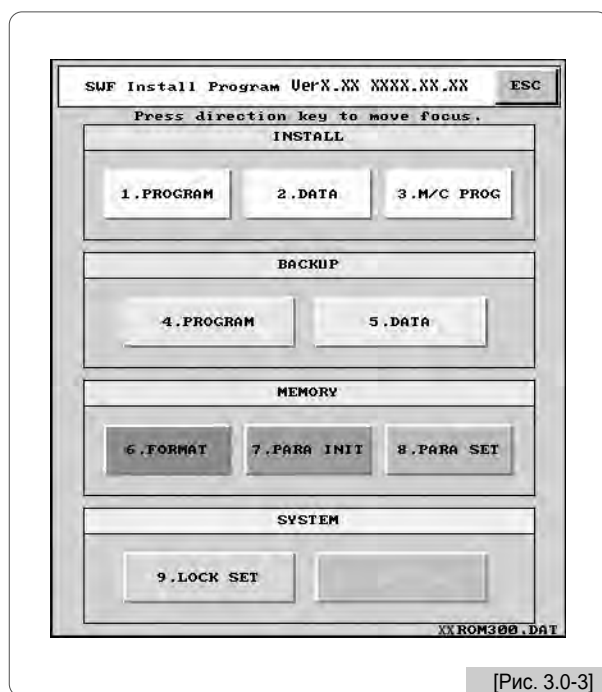 SWF Install Program VerX.XX XXXX.XX.XX ESC
Press direction key to move focus.
INSTALL
1.PROGRAM 2.DATA 3.M/C PROG
BACKUP
4.PROGRAM 5.DATA
MEMORY
6.FORMAT 7.PARA INIT 8.PARA SET
SYSTEM
9.LOCK SET
XXROM300.DAT
[Рис. 3.0-3]